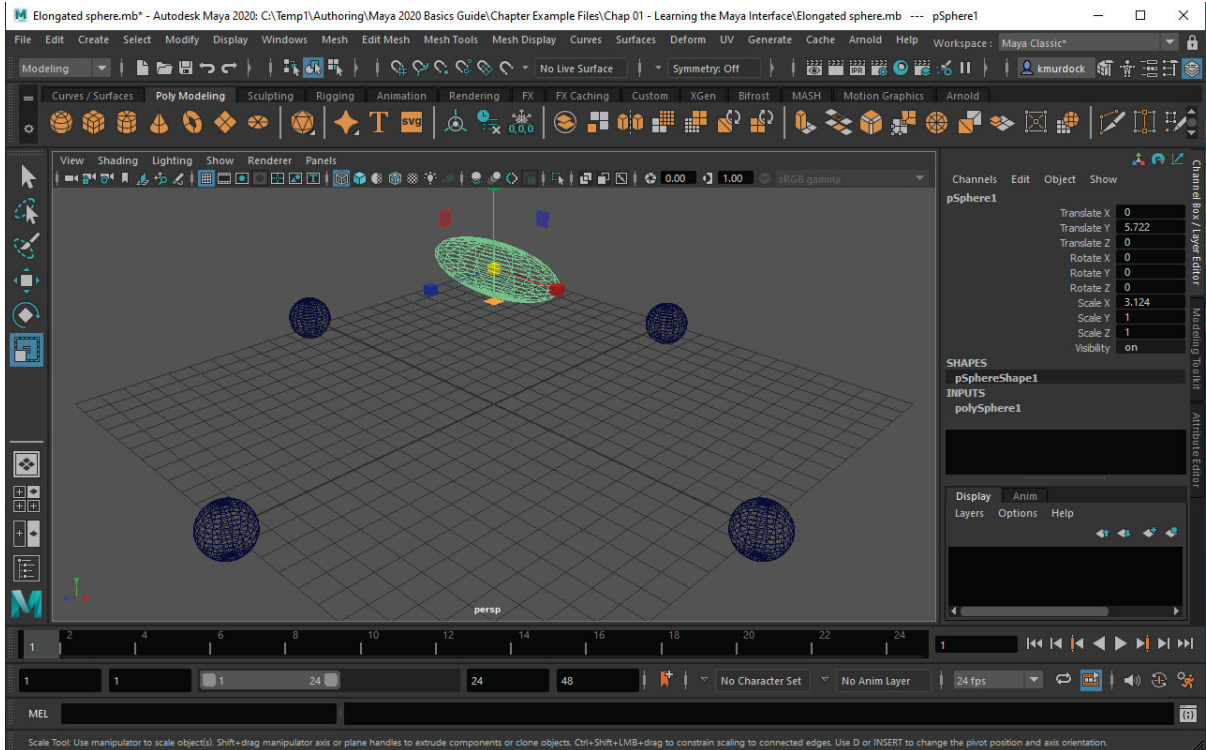 M Elongated sphere.mb* - Autodesk Maya 2020: C:\Temp1\Authoring\Maya 2020 Basics Guide\Chapter Example Files\Chap 01 - Learning the Maya Interface\Elongated sphere.mb --- pSphere1
File Edit Create Select Modify Display Windows Mesh Edit Mesh Mesh Tools Mesh Display Curves Surfaces Deform UV Generate Cache Arnold Help Workspace : Maya Classic*
Modeling No Live Surface Symmetry: Off IPR kmurdock
Curves / Surfaces Poly Modeling Sculpting Rigging Animation Rendering FX FX Caching Custom XGen Bifrost MASH Motion Graphics Arnold
T svg 0,0,0
View Shading Lighting Show Renderer Panels
0.00 1.00 sRGB gamma
Channels Edit Object Show
pSphere1
Translate X 0
Translate Y 5.722
Translate Z 0
Rotate X 0
Rotate Y 0
Rotate Z 0
Scale X 3.124
Scale Y 1
Scale Z 1
Visibility on
SHAPES
pSphereShape1
INPUTS
polySphere1
Channel Box / Layer Editor
Modeling Toolkit
Attribute Editor
Display Anim
Layers Options Help
y
persp
M
1 2 4 6 8 10 12 14 16 18 20 22 24 1
1 1 1 24 24 48 No Character Set No Anim Layer 24 fps
MEL
Scale Tool: Use manipulator to scale object(s). Shift+drag manipulator axis or plane handles to extrude components or clone objects. Ctrl+Shift+LMB+drag to constrain scaling to connected edges. Use D or INSERT to change the pivot position and axis orientation.